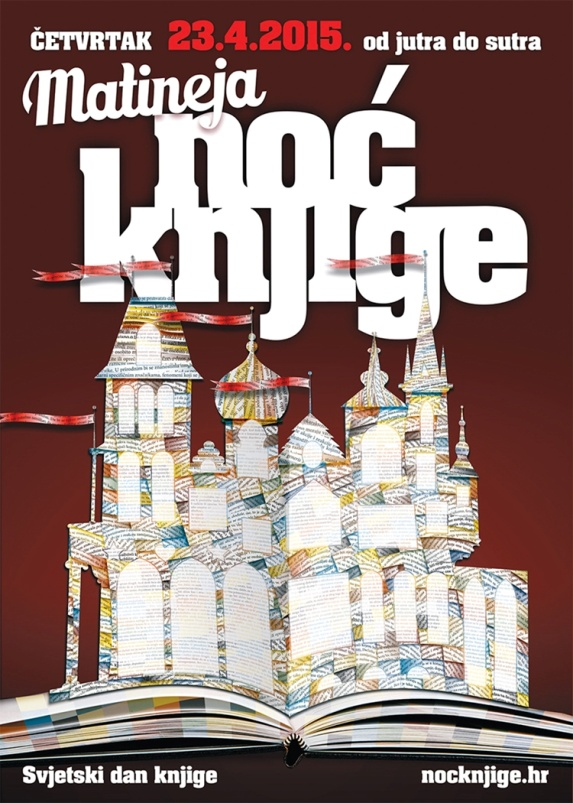 ČETVRTAK 23.4.2015. od jutra do sutra
Matineja
noć
knjige
Svjetski dan knjige nocknjige.hr